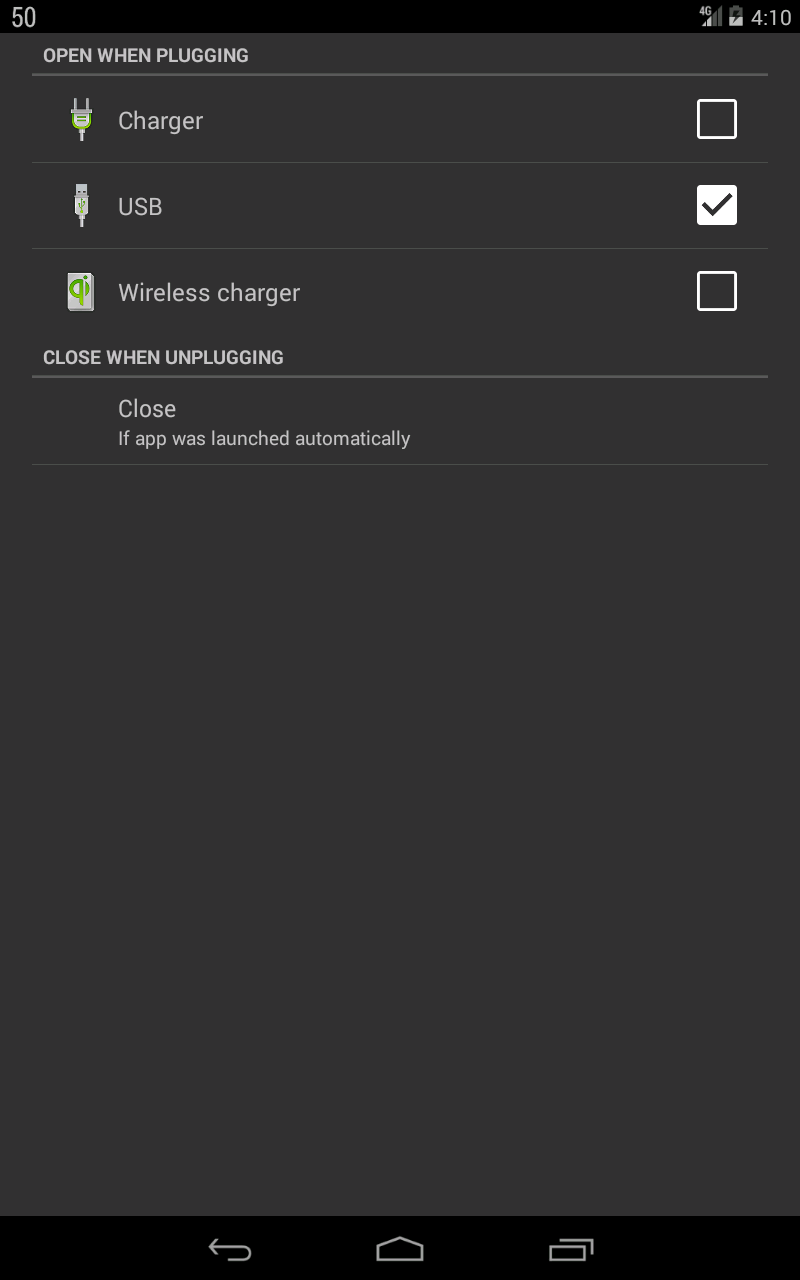 50
4G
4:10
OPEN WHEN PLUGGING
Charger
USB
Wireless charger
CLOSE WHEN UNPLUGGING
Close
If app was launched automatically